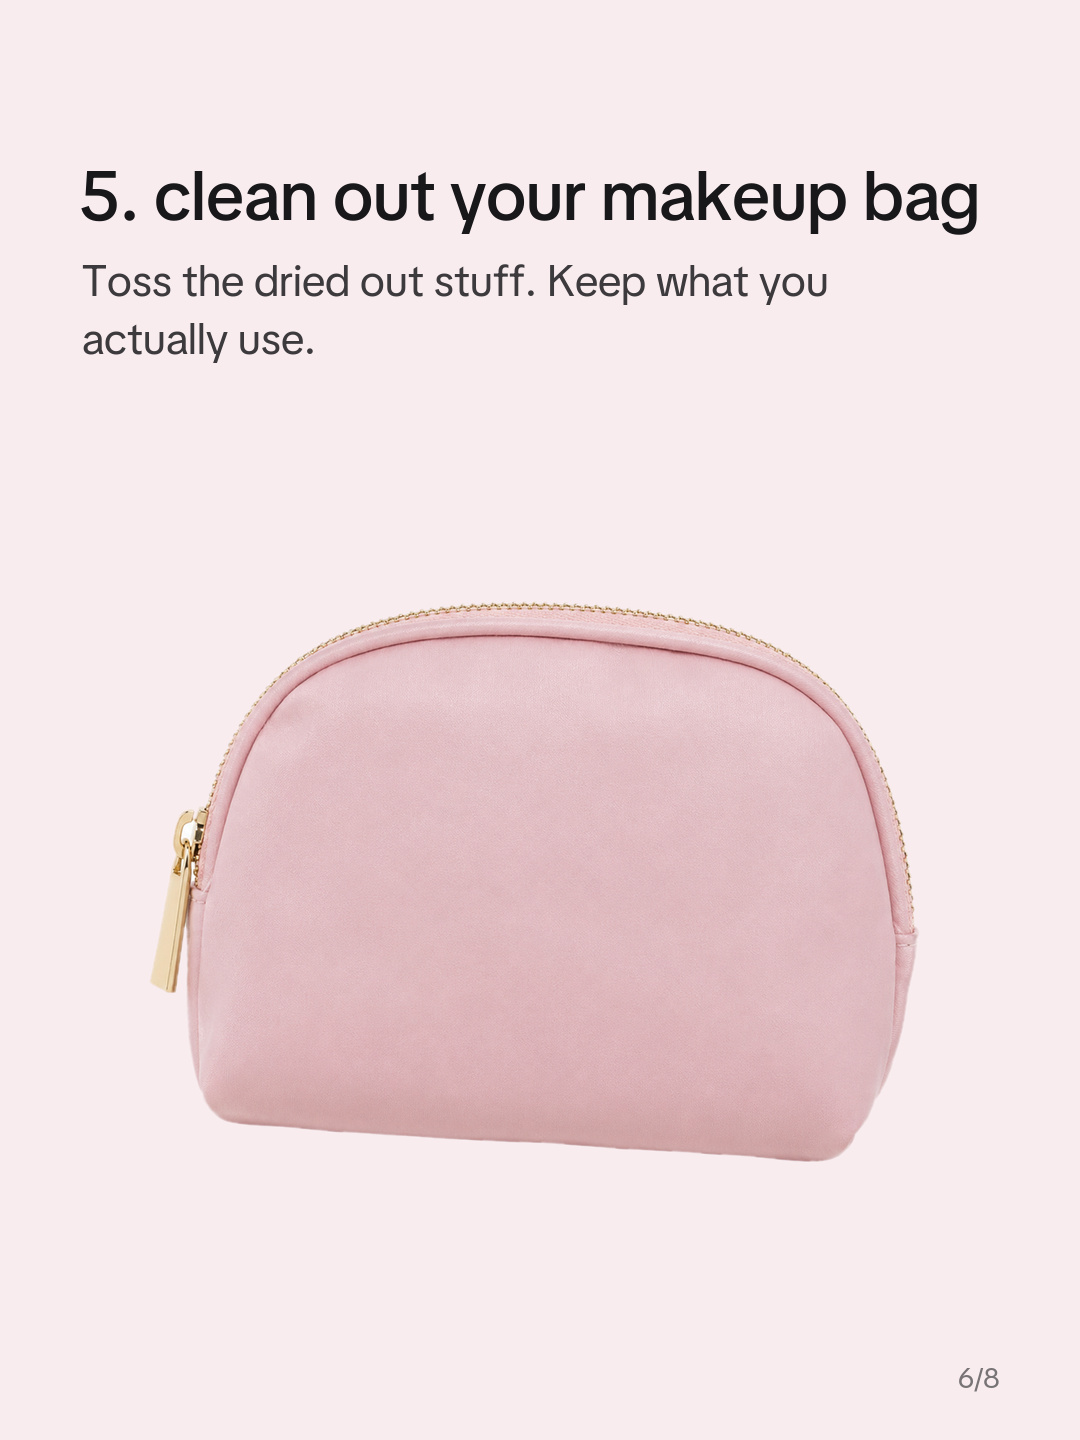 5. clean out your makeup bag
Toss the dried out stuff. Keep what you
actually use.
6/8